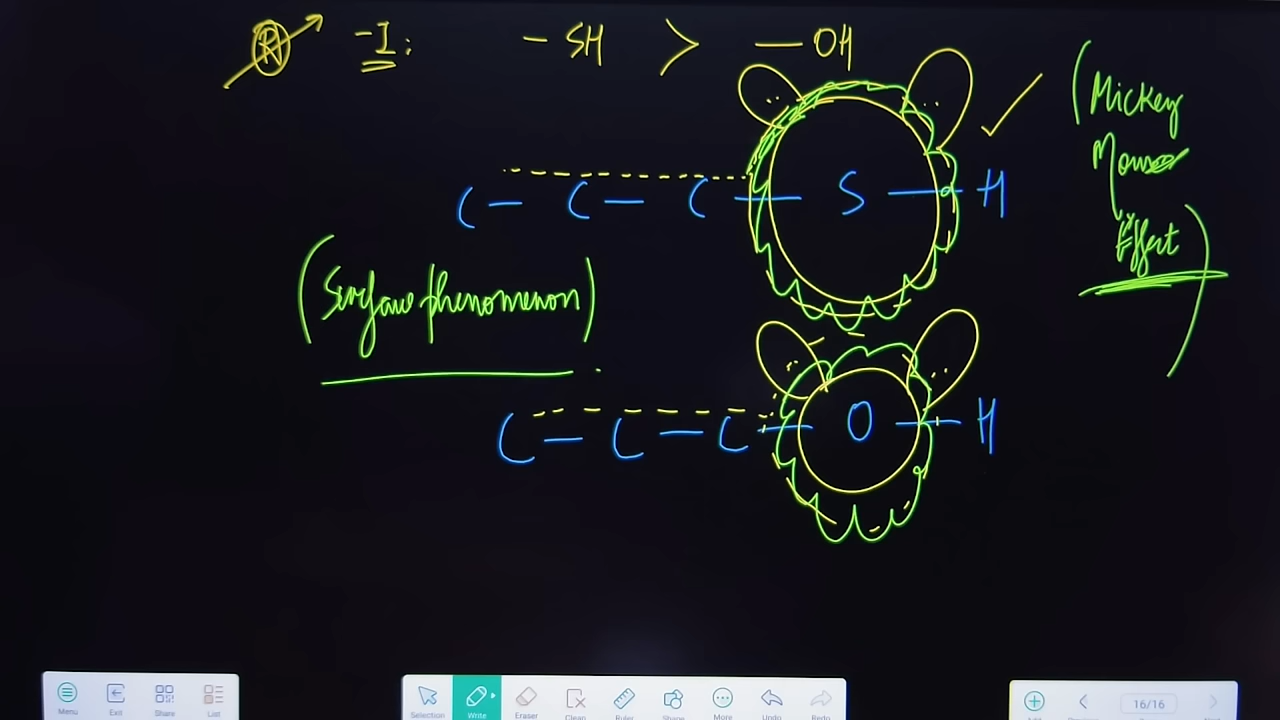 R -I: - SH > - OH
(Mickey
Mouse
Effect)
C - C - C - S - H
(Surface phenomenon)
C - C - C - O - H
Menu
Exit
Share
List
Selection
Write
Eraser
Clean
Ruler
Shape
More
Undo
Redo
16/16